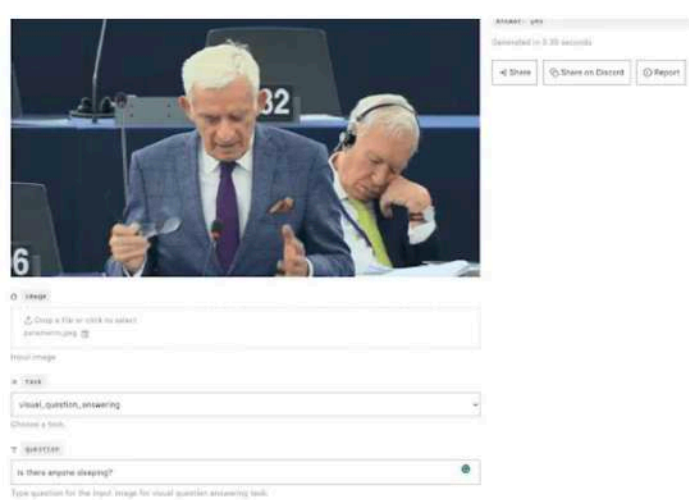 Answer: yes
Generated in 3.35 seconds
Share
Share on Discord
Report
32
6
image
Drop a file or click to select
Input image
task
visual_question_answering
Choose a task.
question
Is there anyone sleeping?
Type question for the input image for visual question answering task.